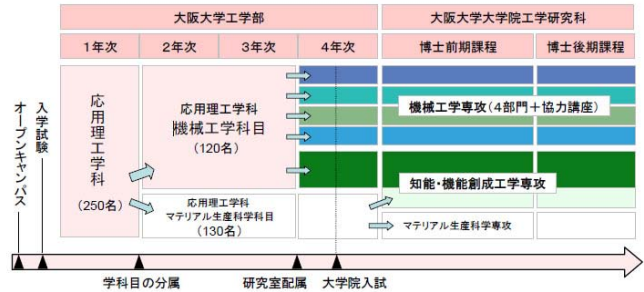 大阪大学工学部
大阪大学大学院工学研究科
1年次
2年次
3年次
4年次
博士前期課程
博士後期課程
応用理工学科
(250名)
応用理工学科
機械工学科目
(120名)
機械工学専攻(4部門+協力講座)
知能・機能創成工学専攻
応用理工学科
マテリアル生産科学科目
(130名)
マテリアル生産科学専攻
オープンキャンパス
入学試験
学科目の分属
研究室配属
大学院入試